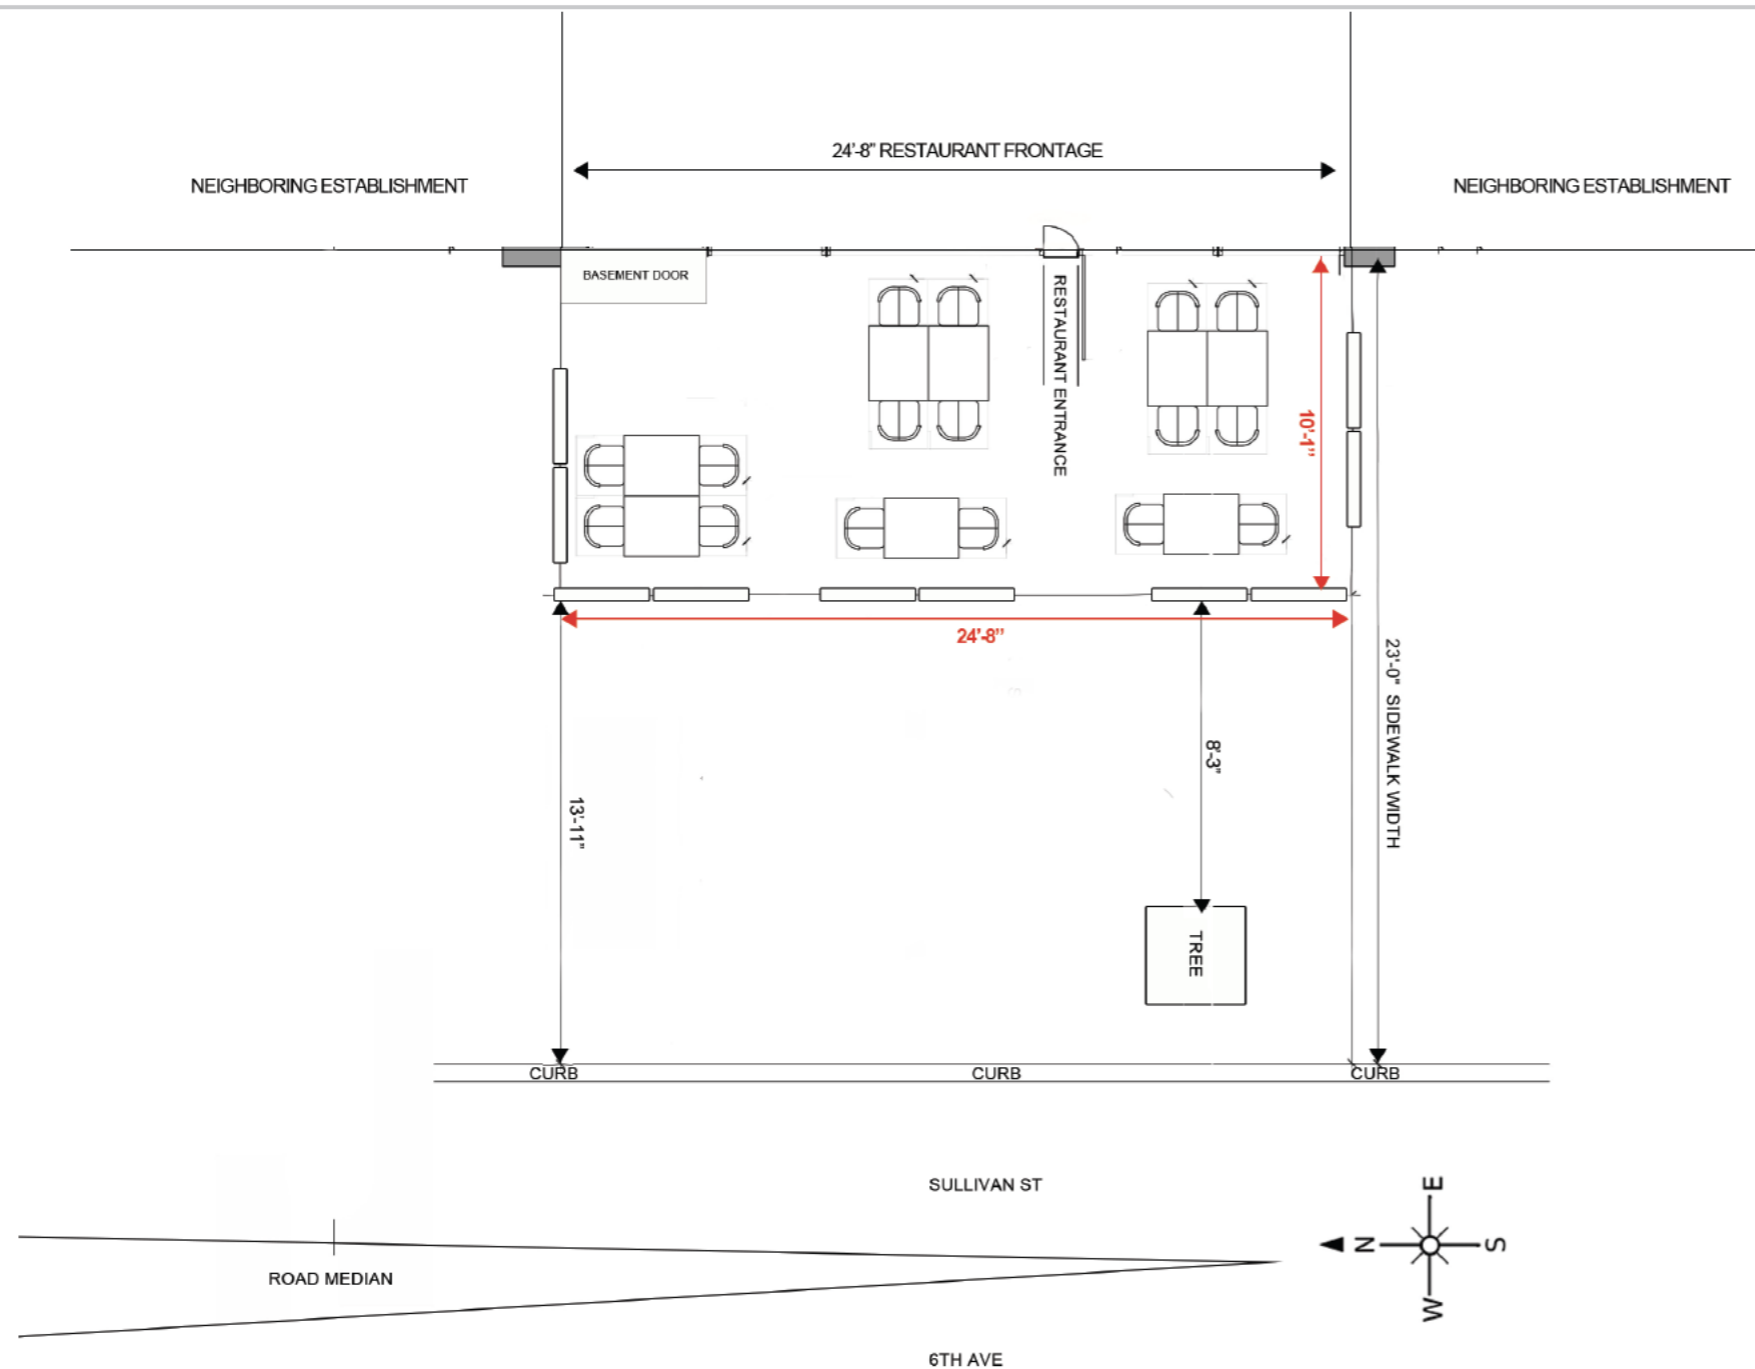 24'-8" RESTAURANT FRONTAGE
NEIGHBORING ESTABLISHMENT
NEIGHBORING ESTABLISHMENT
BASEMENT DOOR
RESTAURANT ENTRANCE
10'-1"
24'-8"
23'-0" SIDEWALK WIDTH
8'-3"
13'-11"
TREE
CURB
CURB
CURB
SULLIVAN ST
E
N
S
W
ROAD MEDIAN
6TH AVE